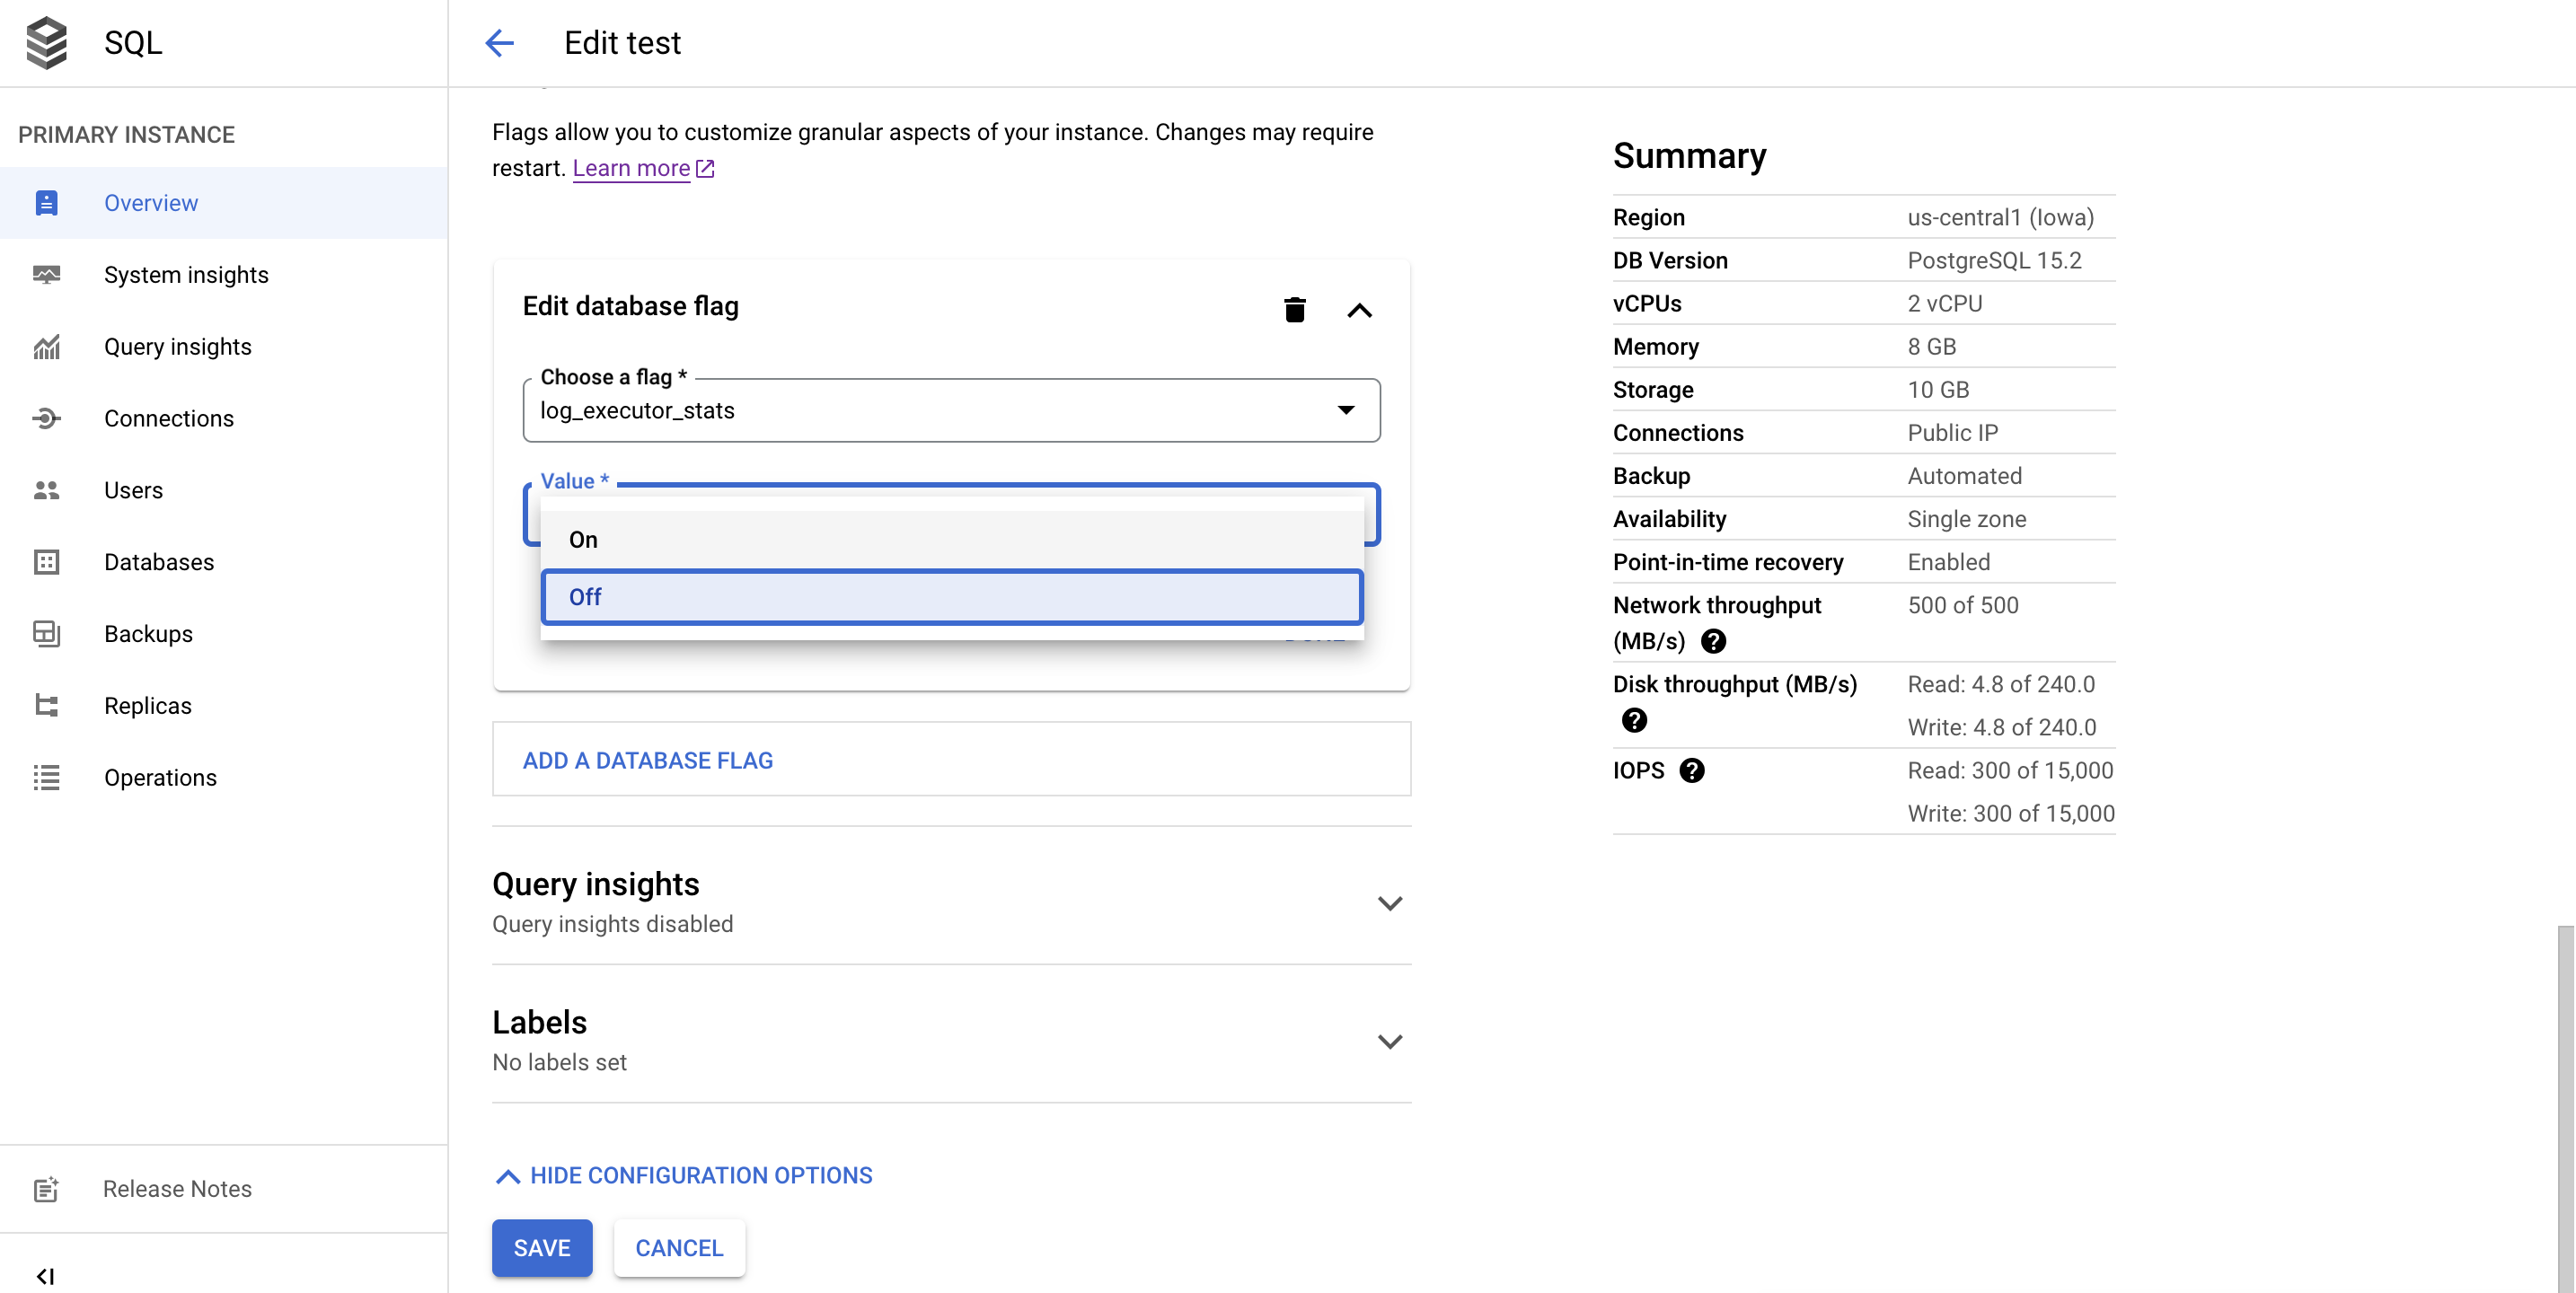 SQL
Edit test
PRIMARY INSTANCE
Overview
System insights
Query insights
Connections
Users
Databases
Backups
Replicas
Operations
Release Notes
Flags allow you to customize granular aspects of your instance. Changes may require
restart. Learn more
Edit database flag
Choose a flag *
log_executor_stats
Value *
On
Off
ADD A DATABASE FLAG
Query insights
Query insights disabled
Labels
No labels set
HIDE CONFIGURATION OPTIONS
SAVE CANCEL
Summary
Region us-central1 (Iowa)
DB Version PostgreSQL 15.2
vCPUs 2 vCPU
Memory 8 GB
Storage 10 GB
Connections Public IP
Backup Automated
Availability Single zone
Point-in-time recovery Enabled
Network throughput 500 of 500
(MB/s)
Disk throughput (MB/s) Read: 4.8 of 240.0
Write: 4.8 of 240.0
IOPS Read: 300 of 15,000
Write: 300 of 15,000